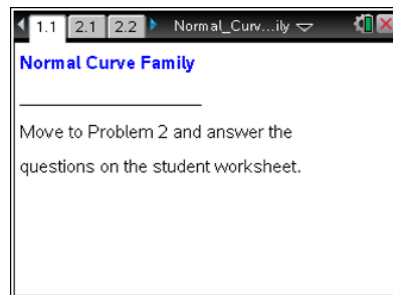 1.1 2.1 2.2 Normal_Curv...ily
Normal Curve Family
Move to Problem 2 and answer the
questions on the student worksheet.